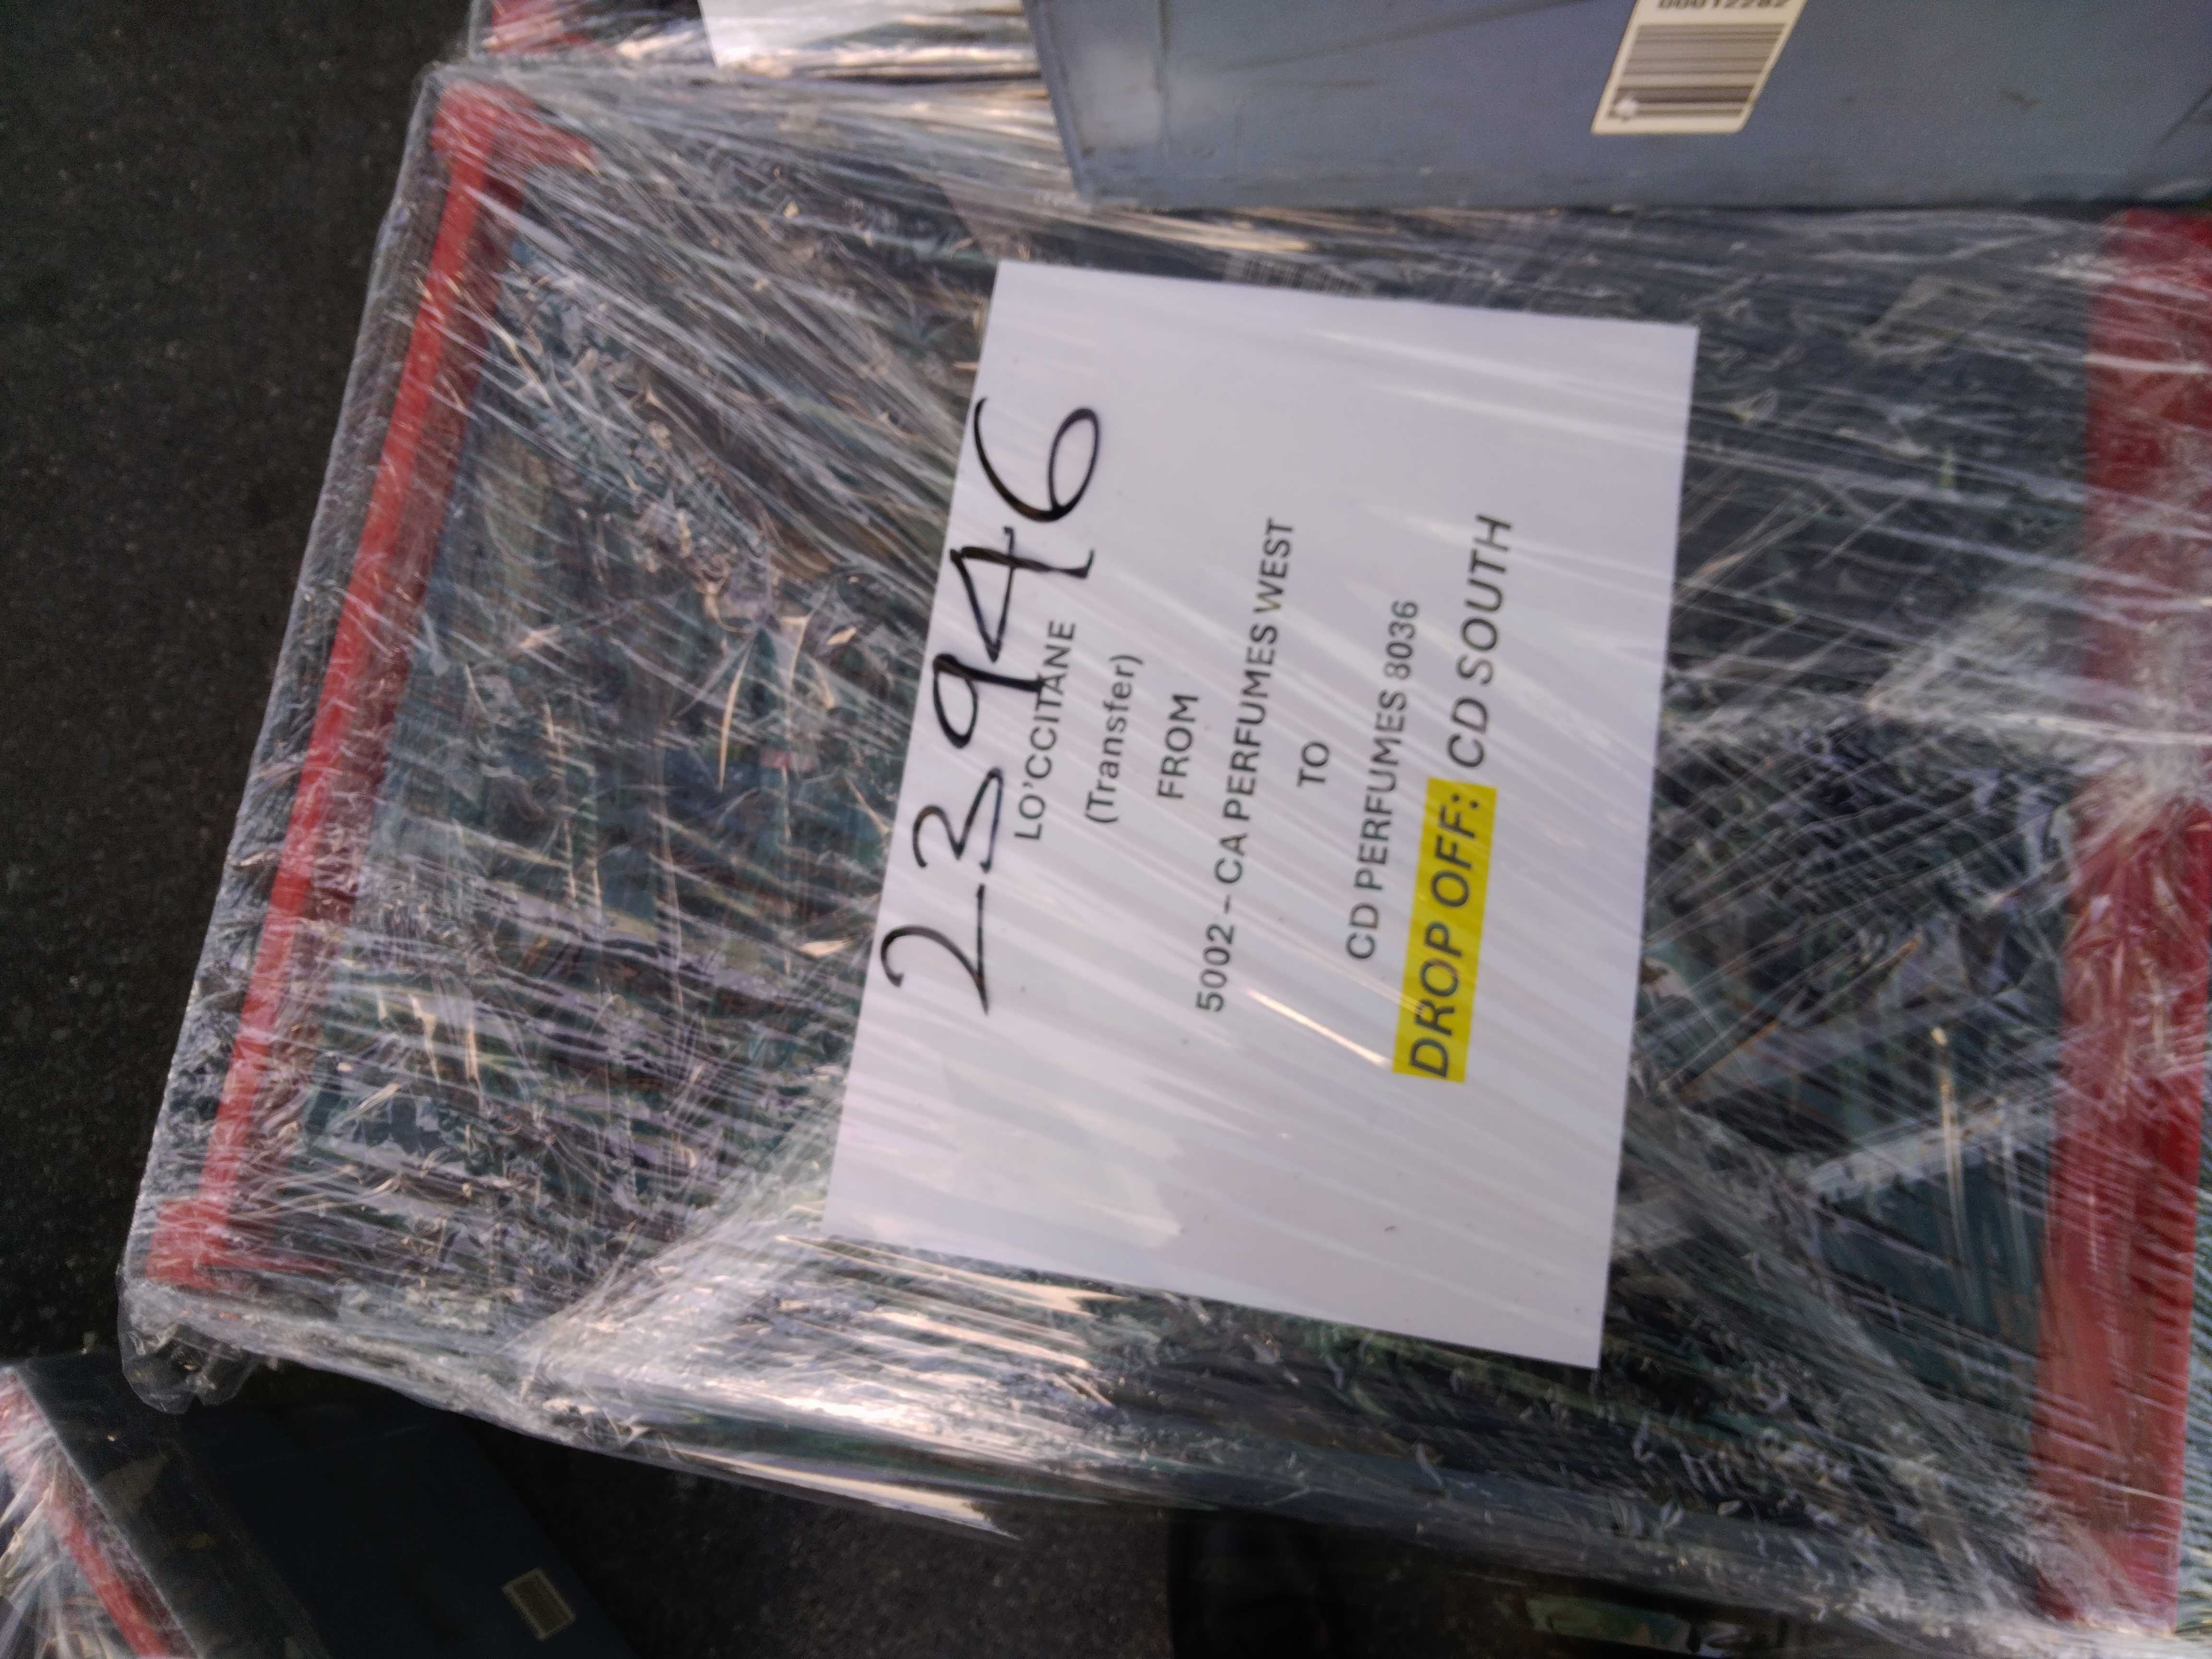 23946
LO'CCITANE
(Transfer)
FROM
5002 – CA PERFUMES WEST
TO
CD PERFUMES 8036
DROP OFF: CD SOUTH